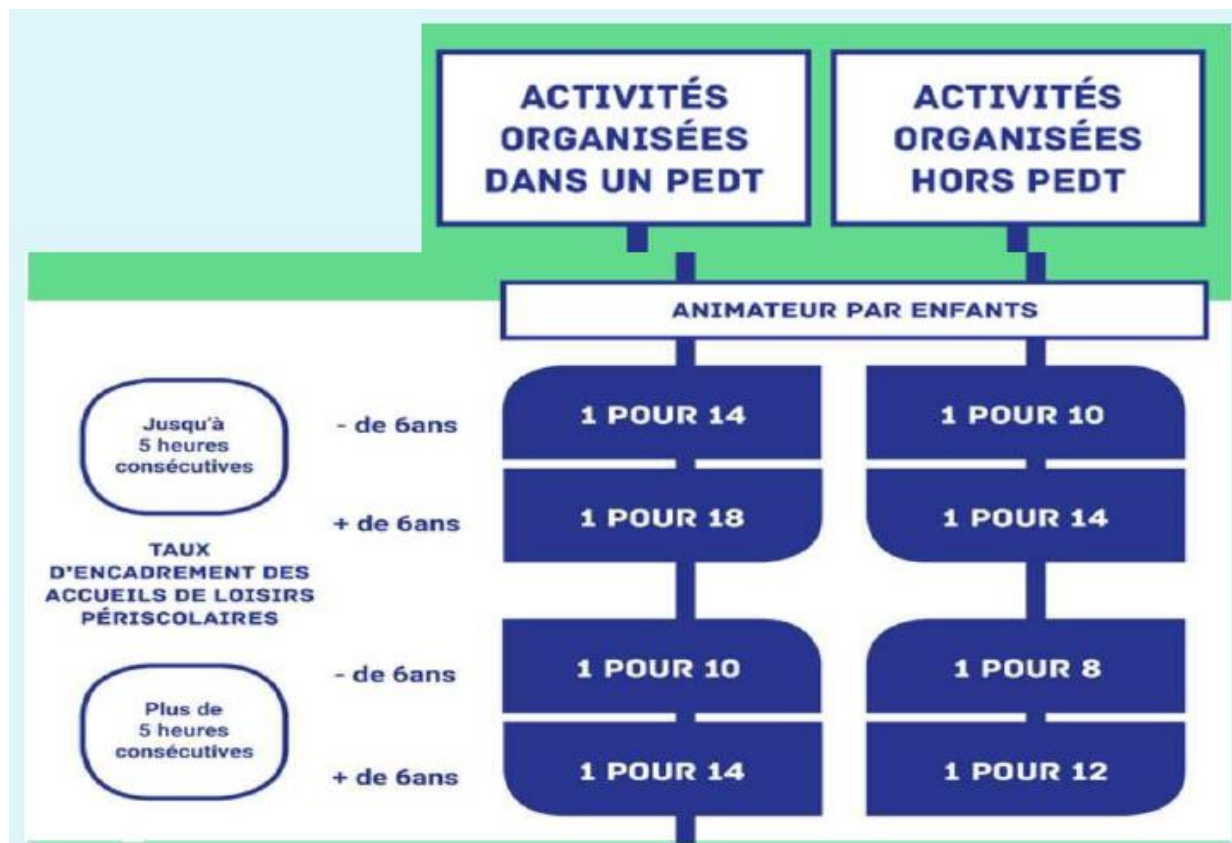 ACTIVITÉS
ORGANISÉES
DANS UN PEDT
ACTIVITÉS
ORGANISÉES
HORS PEDT
ANIMATEUR PAR ENFANTS
Jusqu'à
5 heures
consécutives
- de 6ans
1 POUR 14
1 POUR 10
+ de 6ans
1 POUR 18
1 POUR 14
TAUX
D'ENCADREMENT DES
ACCUEILS DE LOISIRS
PÉRISCOLAIRES
Plus de
5 heures
consécutives
- de 6ans
1 POUR 10
1 POUR 8
+ de 6ans
1 POUR 14
1 POUR 12